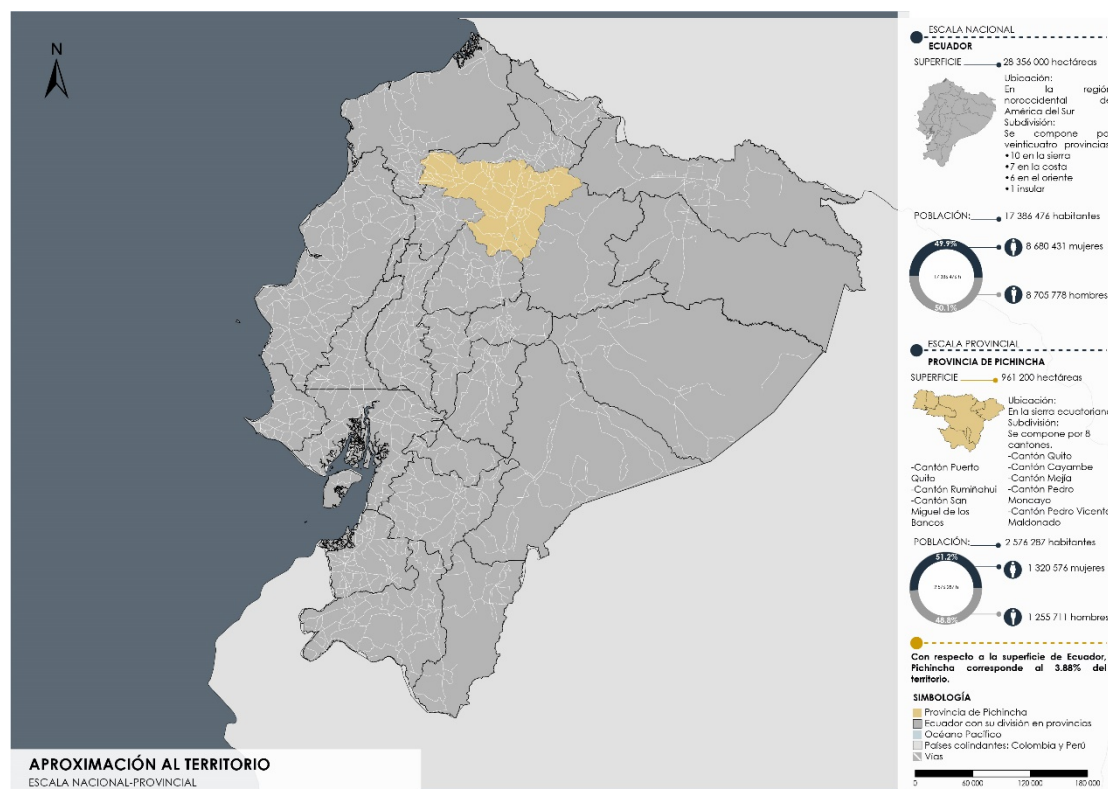 N
ESCALA NACIONAL
ECUADOR
SUPERFICIE
28 356 000 hectáreas
Ubicación:
En la región
noroccidental de
América del Sur
Subdivisión:
Se compone por
veinticuatro provincias
•10 en la sierra
•7 en la costa
•6 en el oriente
•1 insular
POBLACIÓN:
17 386 476 habitantes
49.9%
8 680 431 mujeres
50.1%
8 705 778 hombres
ESCALA PROVINCIAL
PROVINCIA DE PICHINCHA
SUPERFICIE
961 200 hectáreas
Ubicación:
En la sierra ecuatoriana
Subdivisión:
Se compone por 8
cantones.
-Cantón Quito
-Cantón Cayambe
-Cantón Mejía
-Cantón Pedro
Moncayo
-Cantón Pedro Vicente
Maldonado
-Cantón Puerto
Quito
-Cantón Rumiñahui
-Cantón San
Miguel de los
Bancos
POBLACIÓN:
2 576 287 habitantes
51.2%
1 320 576 mujeres
48.8%
1 255 711 hombres
Con respecto a la superficie de Ecuador,
Pichincha corresponde al 3.88% del
territorio.
SIMBOLOGÍA
Provincia de Pichincha
Ecuador con su división en provincias
Océano Pacífico
Países colindantes: Colombia y Perú
Vías
0 60 000 120 000 180 000
APROXIMACIÓN AL TERRITORIO
ESCALA NACIONAL-PROVINCIAL